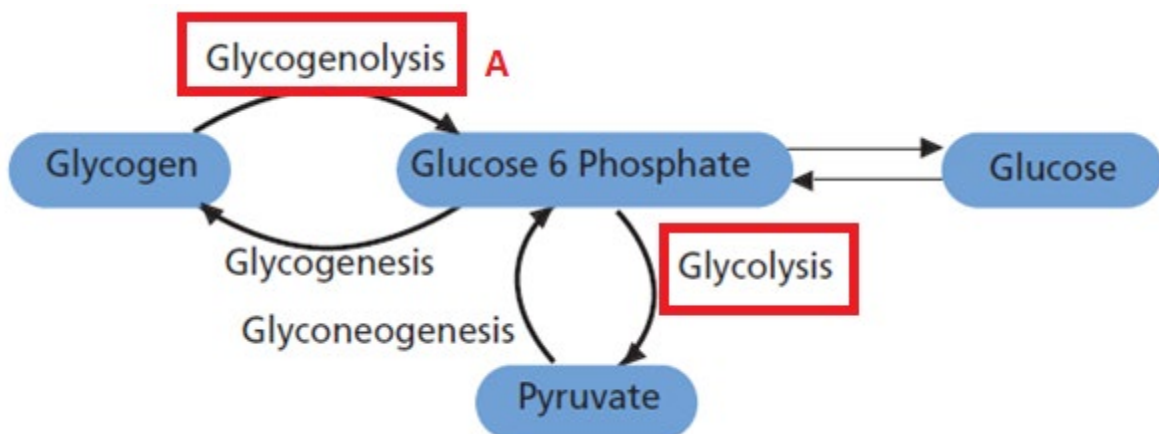 Glycogenolysis
A
Glycogen
Glucose 6 Phosphate
Glucose
Glycogenesis
Glycolysis
Glyconeogenesis
Pyruvate